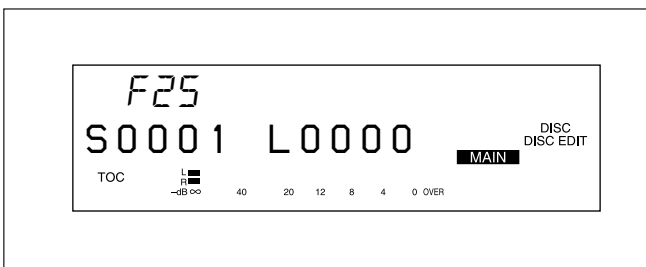 F25
S0001 L0000
MAIN
DISC
DISC EDIT
TOC
L
R
–dB ∞ 40 20 12 8 4 0 OVER